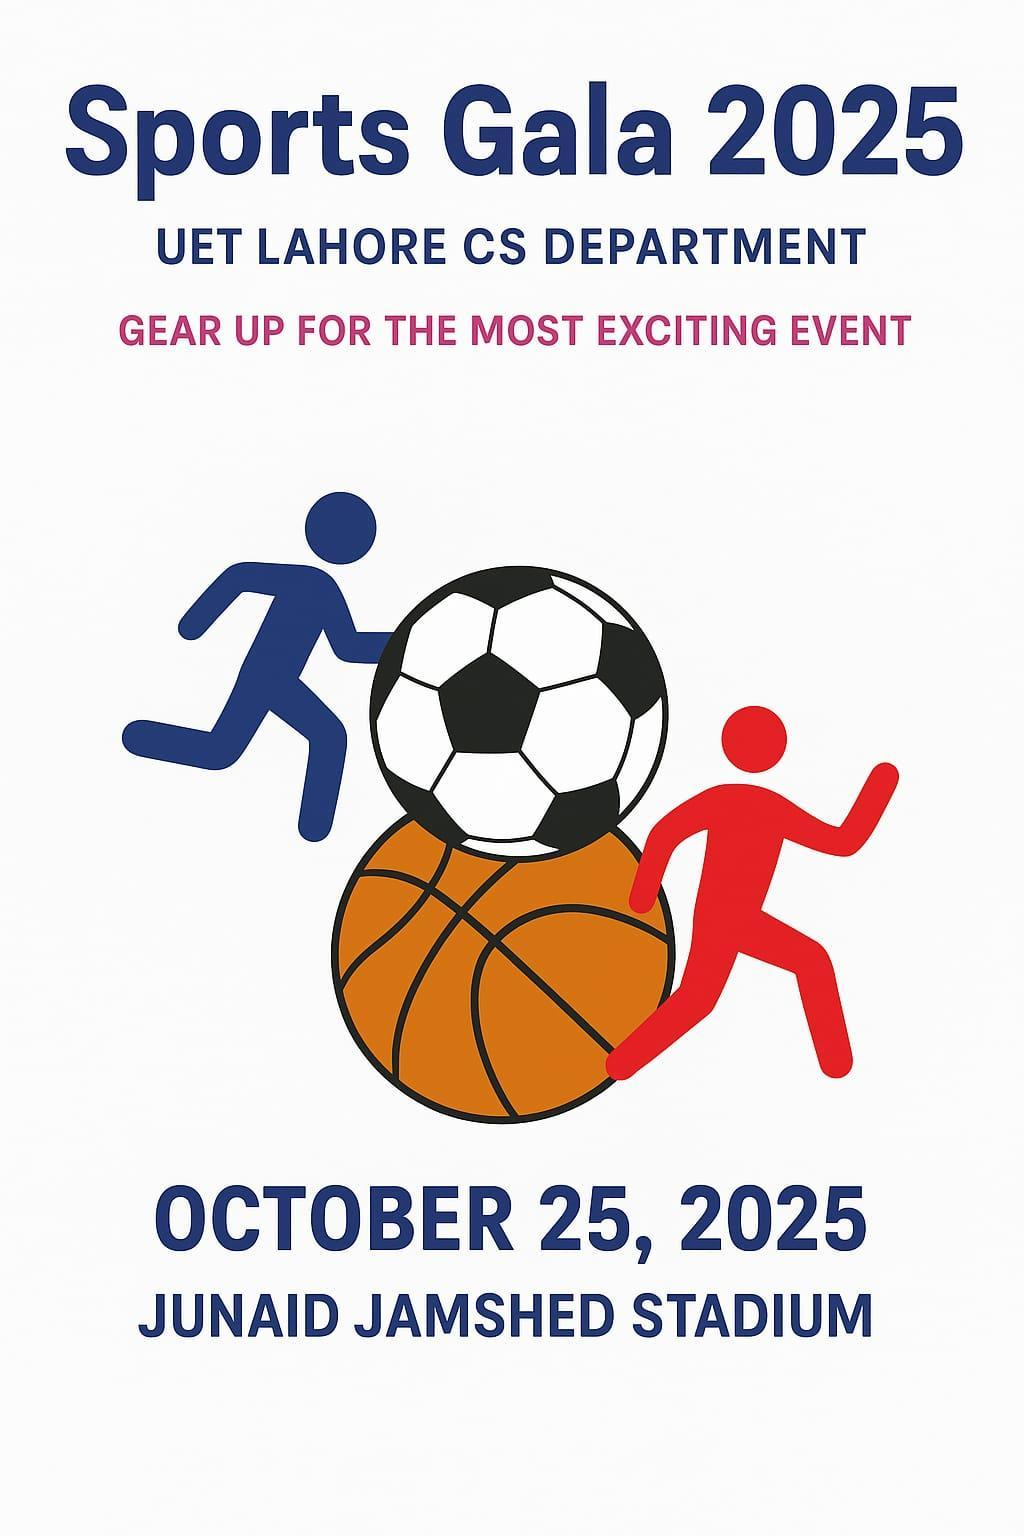 Sports Gala 2025
UET LAHORE CS DEPARTMENT
GEAR UP FOR THE MOST EXCITING EVENT
OCTOBER 25, 2025
JUNAID JAMSHED STADIUM